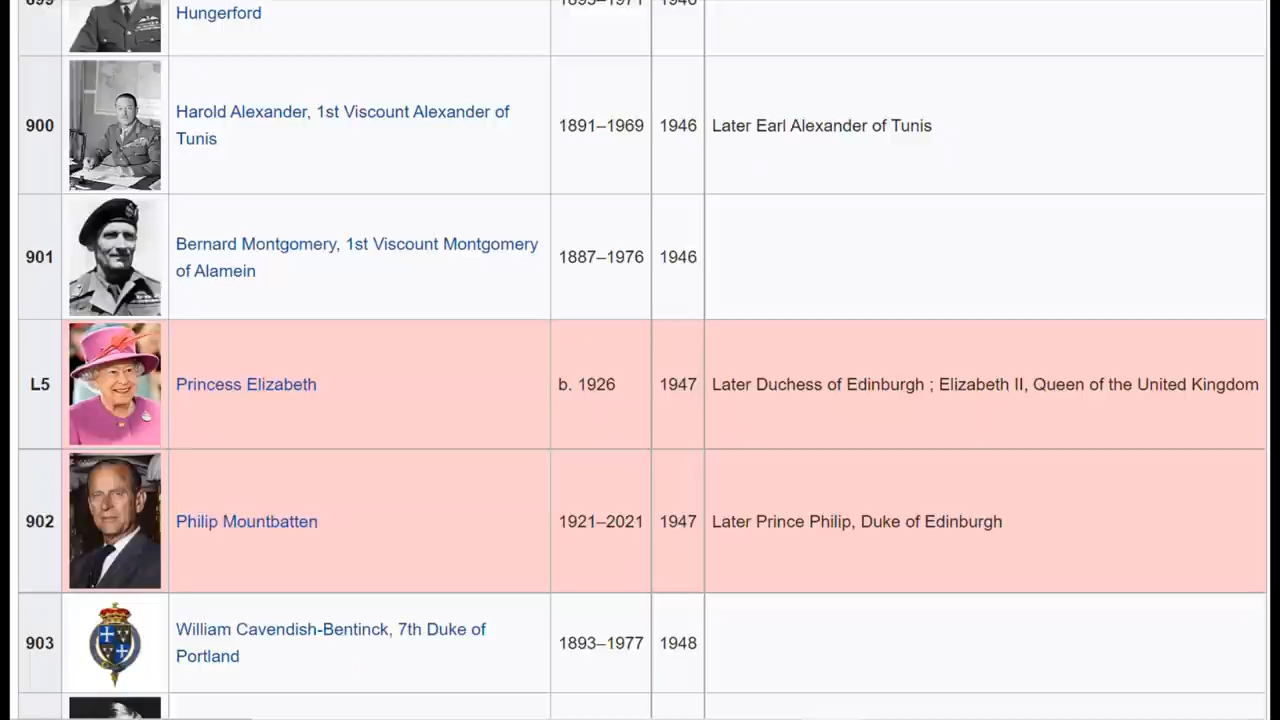 Hungerford
900
Harold Alexander, 1st Viscount Alexander of
Tunis
1891–1969
1946
Later Earl Alexander of Tunis
901
Bernard Montgomery, 1st Viscount Montgomery
of Alamein
1887–1976
1946
L5
Princess Elizabeth
b. 1926
1947
Later Duchess of Edinburgh ; Elizabeth II, Queen of the United Kingdom
902
Philip Mountbatten
1921–2021
1947
Later Prince Philip, Duke of Edinburgh
903
William Cavendish-Bentinck, 7th Duke of
Portland
1893–1977
1948